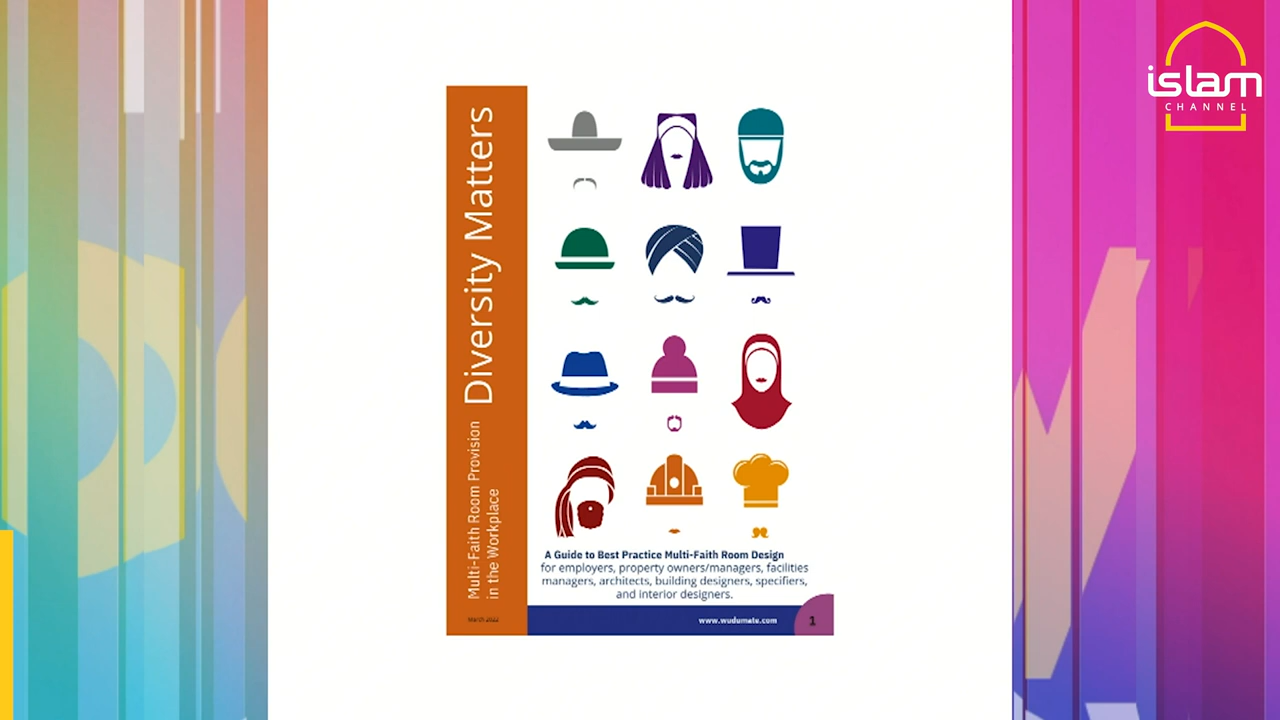 islam
CHANNEL
Diversity Matters
Multi-Faith Room Provision
in the Workplace
March 2022
A Guide to Best Practice Multi-Faith Room Design
for employers, property owners/managers, facilities
managers, architects, building designers, specifiers,
and interior designers.
www.wudumate.com
1